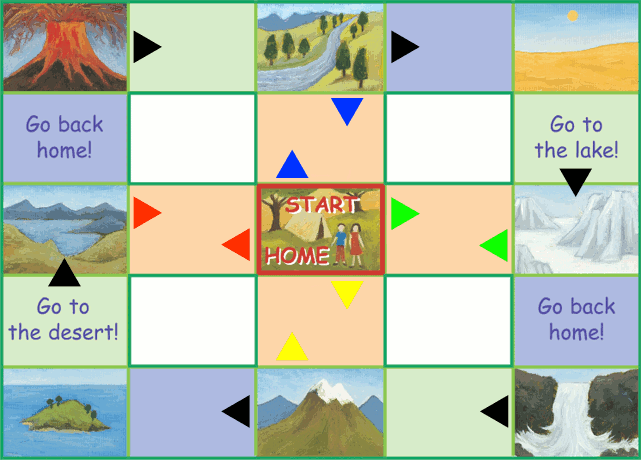 Go back
home!
Go to
the lake!
START
HOME
Go to
the desert!
Go back
home!